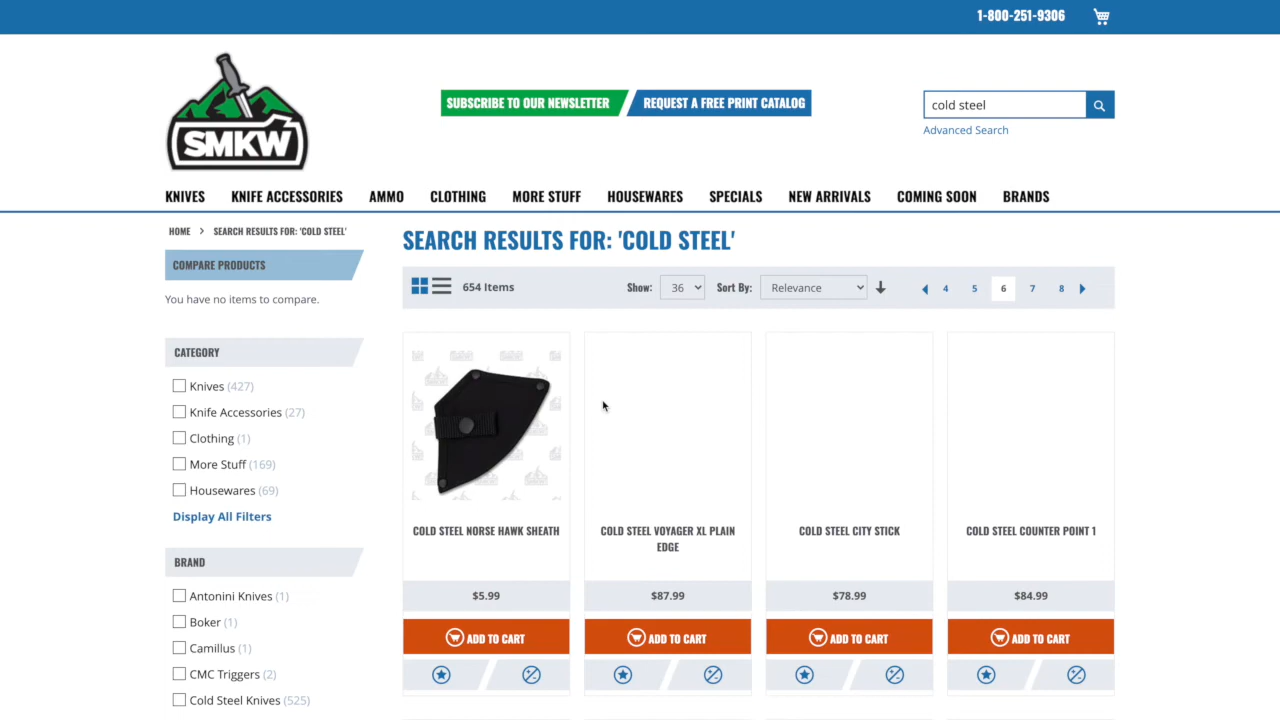 1-800-251-9306
SMKW
SUBSCRIBE TO OUR NEWSLETTER
REQUEST A FREE PRINT CATALOG
cold steel
Advanced Search
KNIVES KNIFE ACCESSORIES AMMO CLOTHING MORE STUFF HOUSEWARES SPECIALS NEW ARRIVALS COMING SOON BRANDS
HOME > SEARCH RESULTS FOR: 'COLD STEEL'
COMPARE PRODUCTS
You have no items to compare.
CATEGORY
Knives (427)
Knife Accessories (27)
Clothing (1)
More Stuff (169)
Housewares (69)
Display All Filters
BRAND
Antonini Knives (1)
Boker (1)
Camillus (1)
CMC Triggers (2)
Cold Steel Knives (525)
SEARCH RESULTS FOR: 'COLD STEEL'
654 Items
Show: 36
Sort By: Relevance
4 5 6 7 8
COLD STEEL NORSE HAWK SHEATH
$5.99
ADD TO CART
COLD STEEL VOYAGER XL PLAIN
EDGE
$87.99
ADD TO CART
COLD STEEL CITY STICK
$78.99
ADD TO CART
COLD STEEL COUNTER POINT 1
$84.99
ADD TO CART